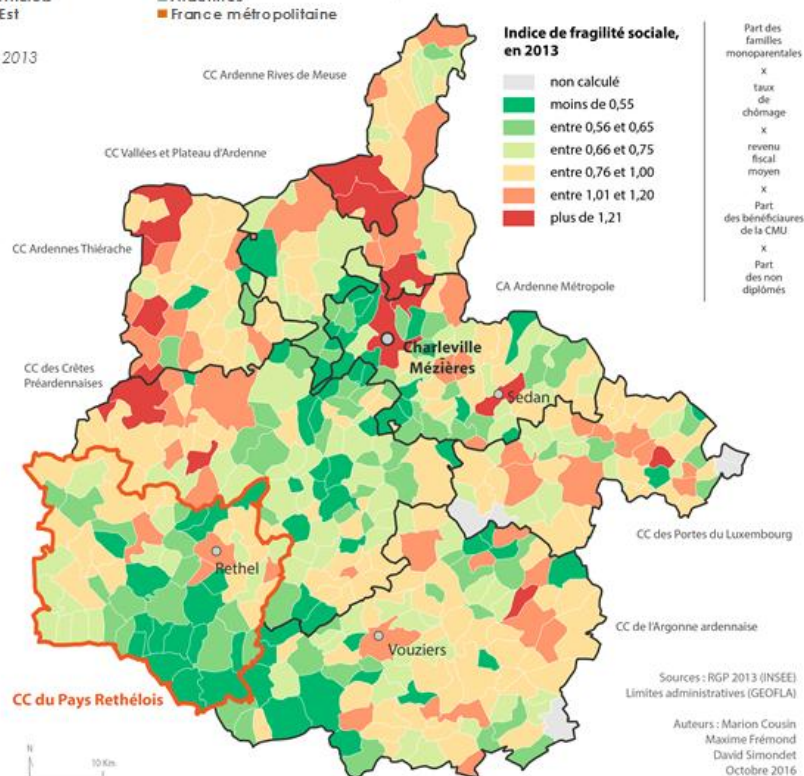 Est
France métropolitaine
2013
Indice de fragilité sociale,
en 2013
non calculé
moins de 0,55
entre 0,56 et 0,65
entre 0,66 et 0,75
entre 0,76 et 1,00
entre 1,01 et 1,20
plus de 1,21
Part des
familles
monoparentales
x
taux
de
chômage
x
revenu
fiscal
moyen
x
Part
des bénéficiaures
de la CMU
x
Part
des non
diplômés
CC Ardenne Rives de Meuse
CC Vallées et Plateau d'Ardenne
CC Ardennes Thiérache
CA Ardenne Métropole
Charleville
Mézières
CC des Crêtes
Préardennaises
Sedan
CC des Portes du Luxembourg
Rethel
CC de l'Argonne ardennaise
Vouziers
CC du Pays Rethélois
Sources : RGP 2013 (INSEE)
Limites administratives (GEOFLA)
Auteurs : Marion Cousin
Maxime Frémond
David Simondet
Octobre 2016
N
10 Km